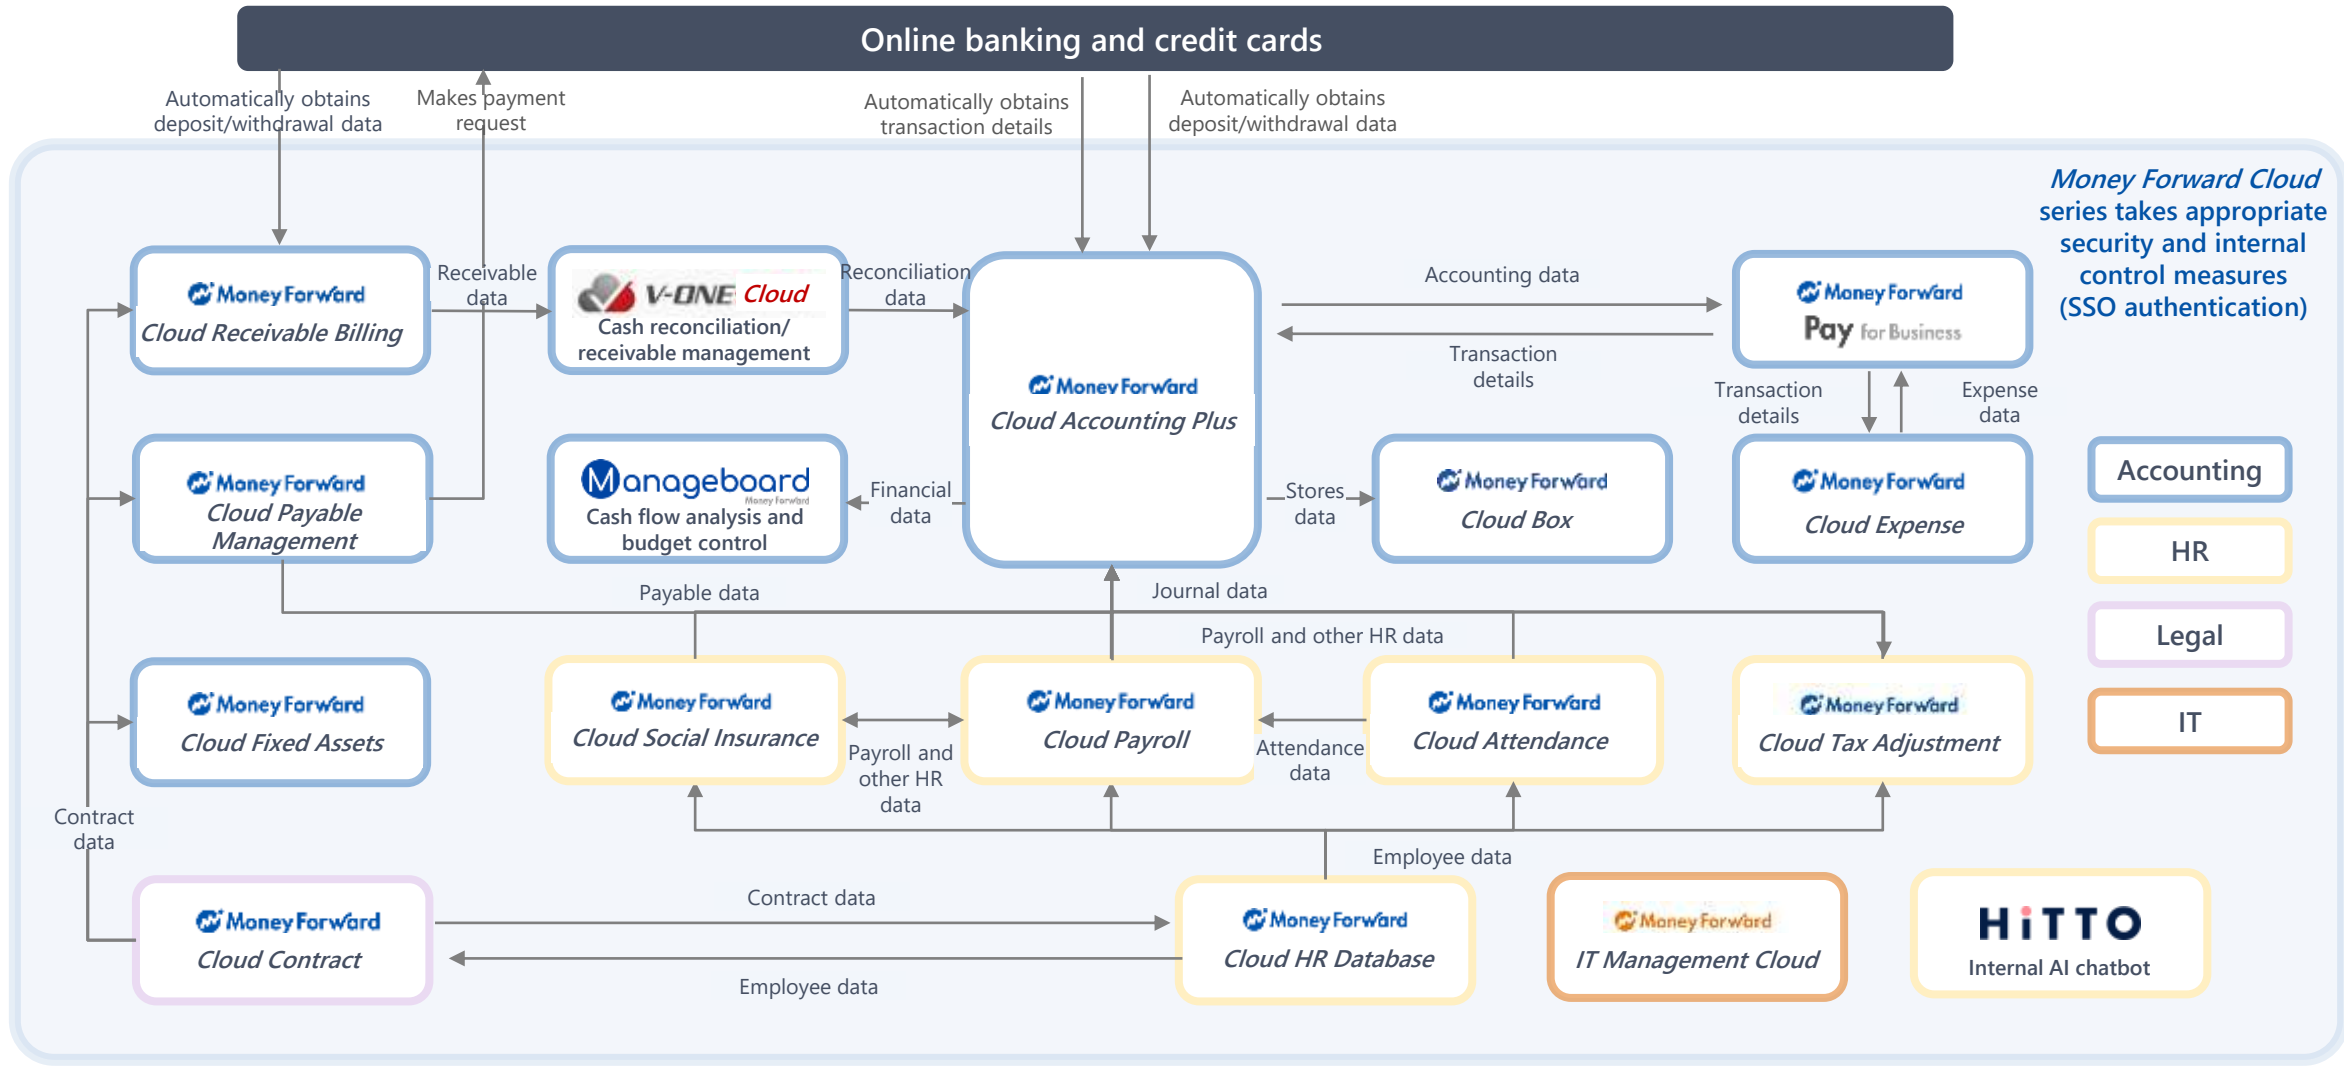 Online banking and credit cards
Automatically obtains
deposit/withdrawal data
Makes payment
request
Automatically obtains
transaction details
Automatically obtains
deposit/withdrawal data
Money Forward Cloud
series takes appropriate
security and internal
control measures
(SSO authentication)
Money Forward
Cloud Receivable Billing
Receivable
data
V-ONE Cloud
Cash reconciliation/
receivable management
Reconciliation
data
Money Forward
Cloud Accounting Plus
Accounting data
Transaction
details
Money Forward
Pay for Business
Transaction
details
Expense
data
Money Forward
Cloud Payable
Management
Manageboard
Money Forward
Cash flow analysis and
budget control
Financial
data
Stores
data
Money Forward
Cloud Box
Money Forward
Cloud Expense
Accounting
HR
Legal
IT
Payable data
Journal data
Payroll and other HR data
Money Forward
Cloud Fixed Assets
Money Forward
Cloud Social Insurance
Payroll and
other HR
data
Money Forward
Cloud Payroll
Attendance
data
Money Forward
Cloud Attendance
Money Forward
Cloud Tax Adjustment
Contract
data
Employee data
Money Forward
Cloud Contract
Contract data
Employee data
Money Forward
Cloud HR Database
Money Forward
IT Management Cloud
HiTTO
Internal AI chatbot